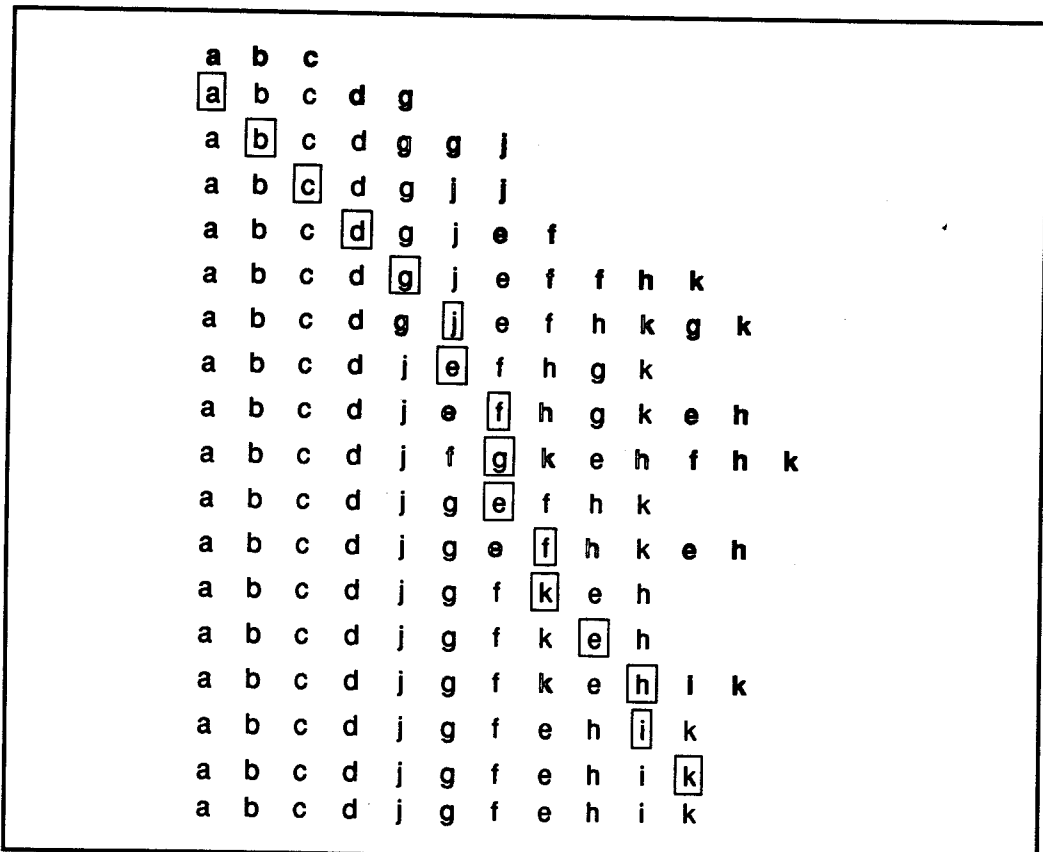 a b c
a b c d g
a b c d g g j
a b c d g j j
a b c d g j e f
a b c d g j e f f h k
a b c d g j e f h k g k
a b c d j e f h g k
a b c d j e f h g k e h
a b c d j f g k e h f h k
a b c d j g e f h k
a b c d j g e f h k e h
a b c d j g f k e h
a b c d j g f k e h
a b c d j g f k e h i k
a b c d j g f e h i k
a b c d j g f e h i k
a b c d j g f e h i k